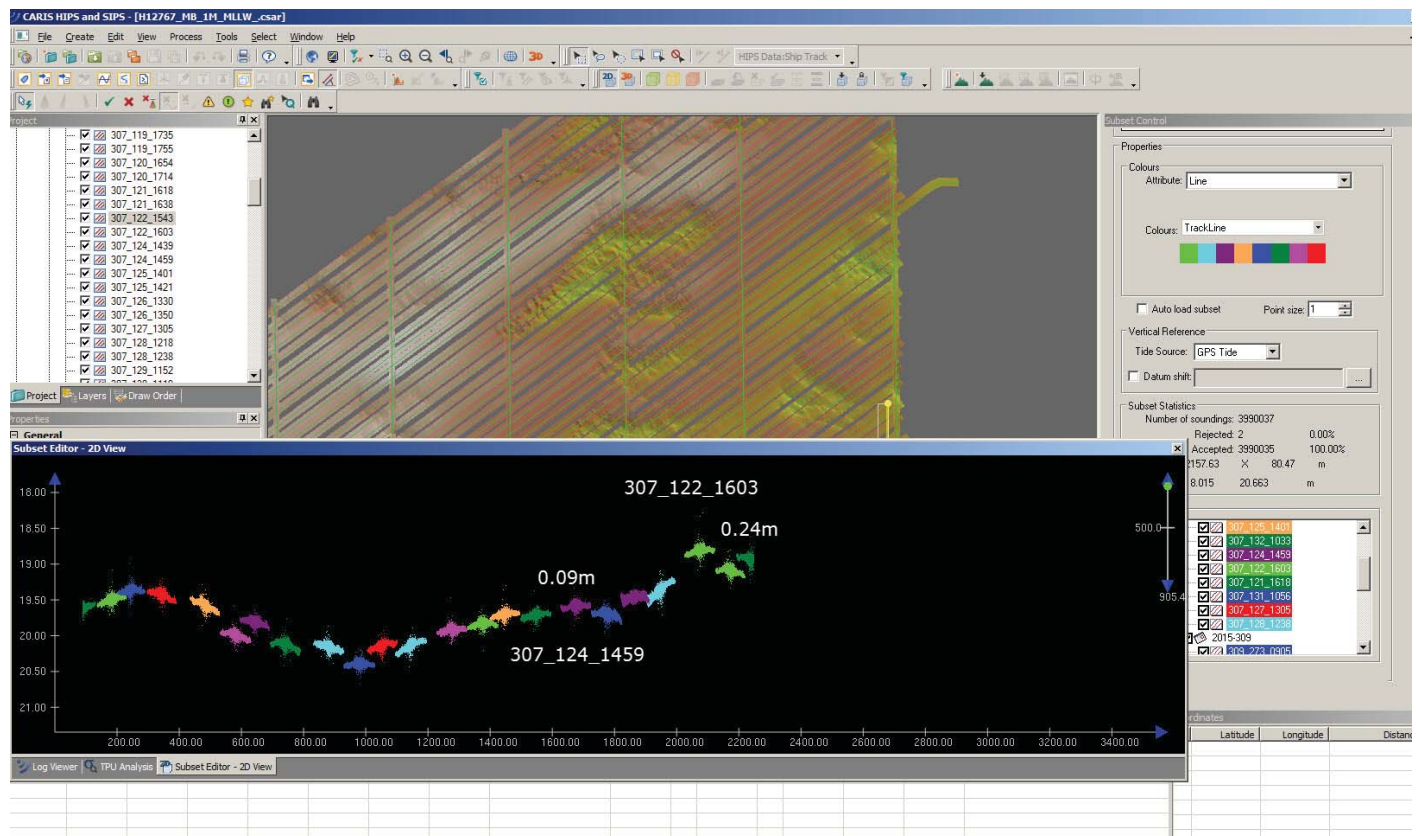 CARIS HIPS and SIPS - [H12767_MB_1M_MLLW_.csar]
File Create Edit View Process Tools Select Window Help
3D HIPS Data:Ship Track
2D 3D
Project
Subset Control
307_119_1735
307_119_1755
307_120_1654
307_120_1714
307_121_1618
307_121_1638
307_122_1543
307_122_1603
307_124_1439
307_124_1459
307_125_1401
307_125_1421
307_126_1330
307_126_1350
307_127_1305
307_128_1218
307_128_1238
307_129_1152
Project Layers Draw Order
Properties
General
Properties
Colours
Attribute: Line
Colours: TrackLine
Auto load subset Point size: 1
Vertical Reference
Tide Source: GPS Tide
Datum shift: ...
Subset Statistics
Number of soundings: 3990037
Rejected: 2 0.00%
Accepted: 3990035 100.00%
2157.63 X 80.47 m
8.015 20.663 m
Subset Editor - 2D View
18.00
18.50
19.00
19.50
20.00
20.50
21.00
307_122_1603
0.24m
0.09m
307_124_1459
500.0
905.4
200.00 400.00 600.00 800.00 1000.00 1200.00 1400.00 1600.00 1800.00 2000.00 2200.00 2400.00 2600.00 2800.00 3000.00 3200.00 3400.00
307_125_1401
307_132_1033
307_124_1459
307_122_1603
307_121_1618
307_131_1056
307_127_1305
307_128_1238
2015-309
309_273_0905
Log Viewer TPU Analysis Subset Editor - 2D View
Latitude Longitude